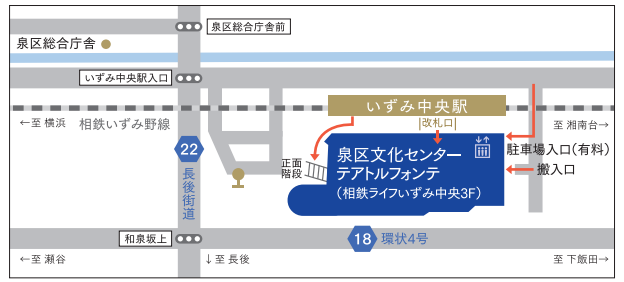 泉区総合庁舎前
泉区総合庁舎
いずみ中央駅入口
いずみ中央駅
←至 横浜
相鉄いずみ野線
改札口
至 湘南台→
22
長後街道
正面
階段
泉区文化センター
テアトルフォンテ
(相鉄ライフいずみ中央3F)
駐車場入口(有料)
搬入口
和泉坂上
18 環状4号
←至 瀬谷
↓至 長後
至 下飯田→